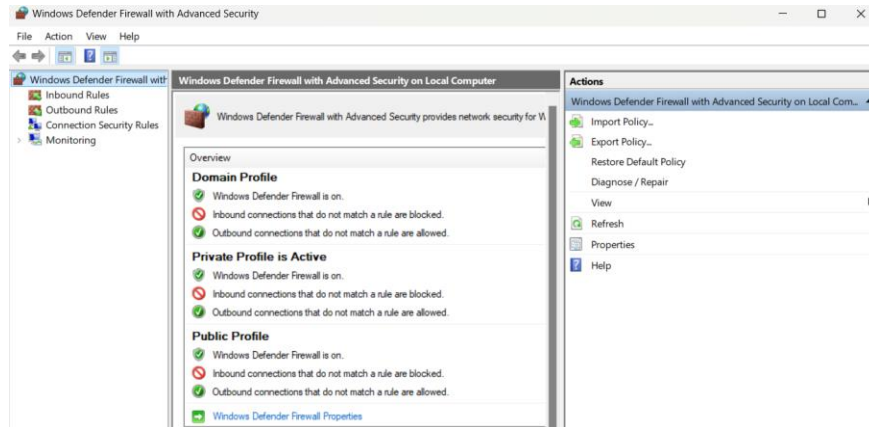 Windows Defender Firewall with Advanced Security
File Action View Help
Windows Defender Firewall with
Inbound Rules
Outbound Rules
Connection Security Rules
Monitoring
Windows Defender Firewall with Advanced Security on Local Computer
Windows Defender Firewall with Advanced Security provides network security for W
Overview
Domain Profile
Windows Defender Firewall is on.
Inbound connections that do not match a rule are blocked.
Outbound connections that do not match a rule are allowed.
Private Profile is Active
Windows Defender Firewall is on.
Inbound connections that do not match a rule are blocked.
Outbound connections that do not match a rule are allowed.
Public Profile
Windows Defender Firewall is on.
Inbound connections that do not match a rule are blocked.
Outbound connections that do not match a rule are allowed.
Windows Defender Firewall Properties
Actions
Windows Defender Firewall with Advanced Security on Local Com...
Import Policy...
Export Policy...
Restore Default Policy
Diagnose / Repair
View
Refresh
Properties
Help